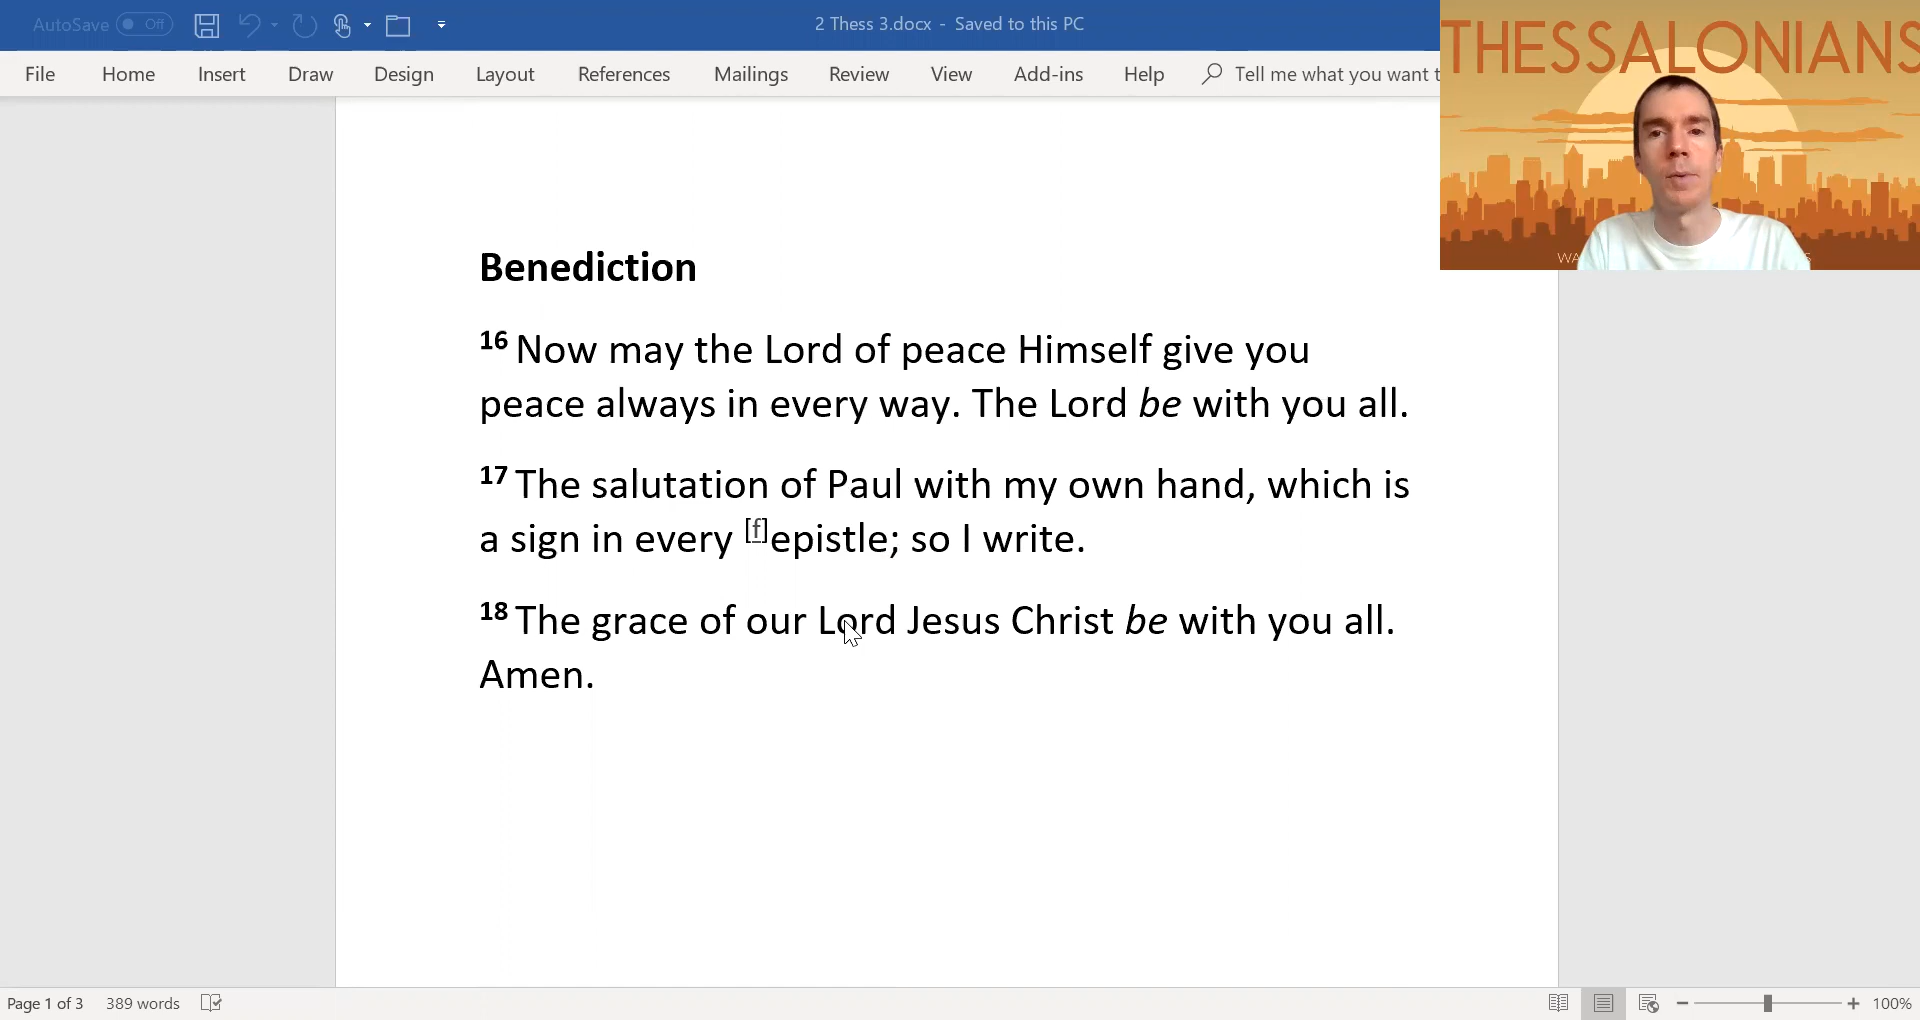 AutoSave Off
2 Thess 3.docx - Saved to this PC
File Home Insert Draw Design Layout References Mailings Review View Add-ins Help Tell me what you want t
THESSALONIANS
Benediction
16 Now may the Lord of peace Himself give you
peace always in every way. The Lord be with you all.
17 The salutation of Paul with my own hand, which is
a sign in every [f]epistle; so I write.
18 The grace of our Lord Jesus Christ be with you all.
Amen.
Page 1 of 3 389 words 100%